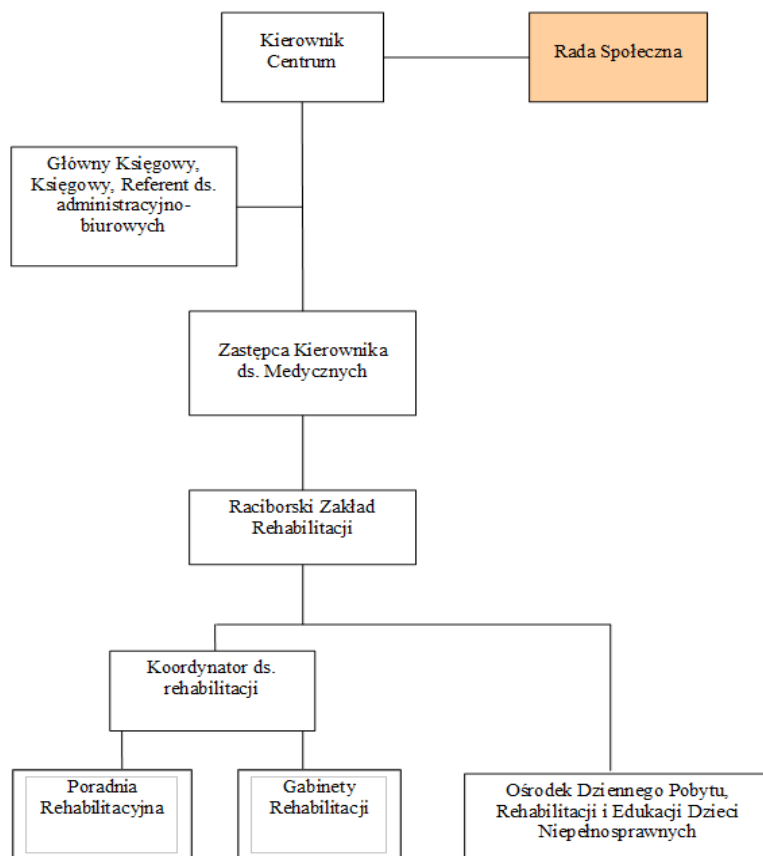 Kierownik
Centrum
Rada Społeczna
Główny Księgowy,
Księgowy, Referent ds.
administracyjno-
biurowych
Zastępca Kierownika
ds. Medycznych
Raciborski Zakład
Rehabilitacji
Koordynator ds.
rehabilitacji
Poradnia
Rehabilitacyjna
Gabinety
Rehabilitacji
Ośrodek Dziennego Pobytu,
Rehabilitacji i Edukacji Dzieci
Niepełnosprawnych